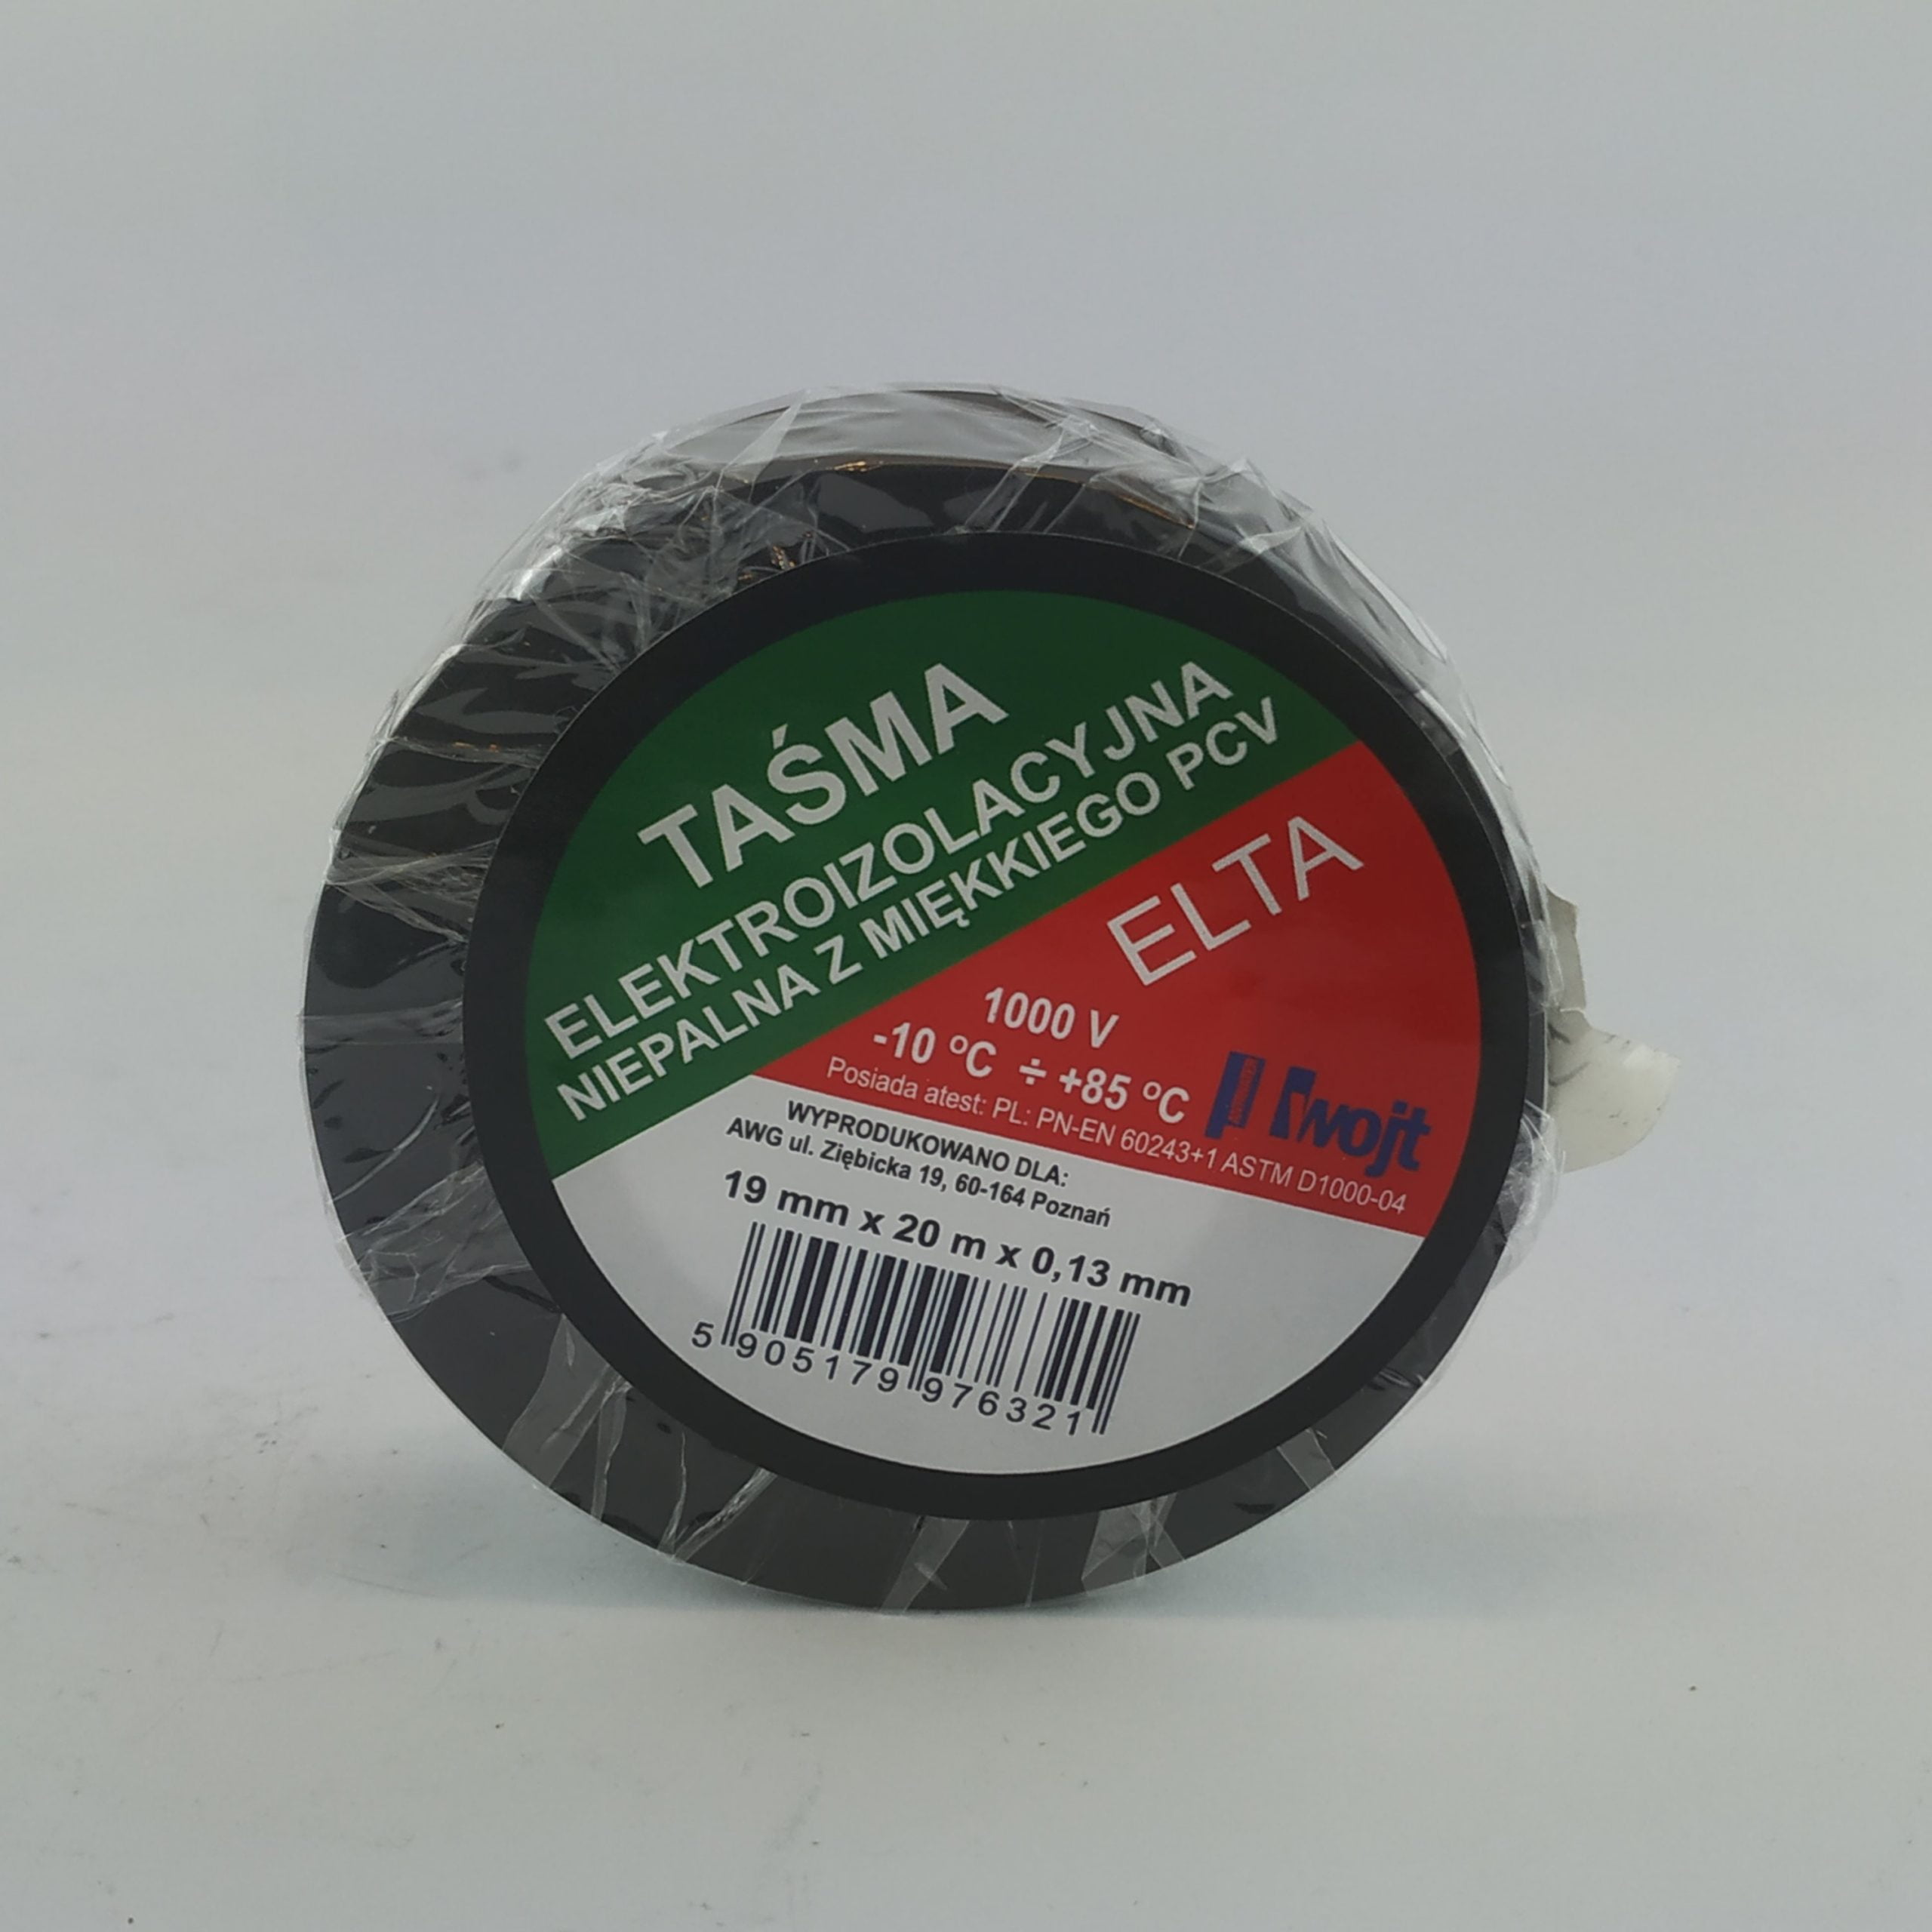 TAŚMA
ELEKTROIZOLACYJNA
NIEPALNA Z MIĘKKIEGO PCV
ELTA
1000 V
-10 °C ÷ +85 °C
wojt
Posiada atest: PL: PN-EN 60243+1 ASTM D1000-04
WYPRODUKOWANO DLA:
AWG ul. Ziębicka 19, 60-164 Poznań
19 mm x 20 m x 0,13 mm
5 905179 976321